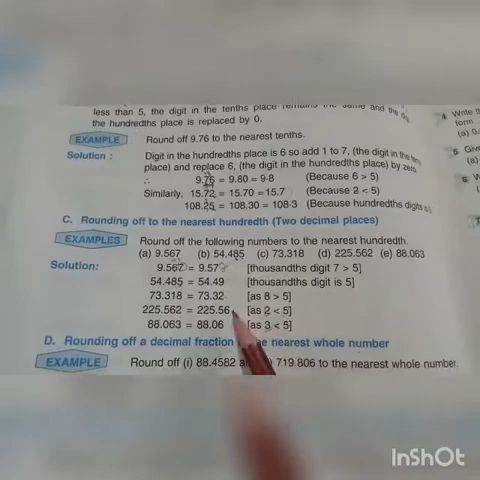 less than 5, the digit in the tenths place remains the same and the
the hundredths place is replaced by 0.
EXAMPLE Round off 9.76 to the nearest tenths.
Solution : Digit in the hundredths place is 6 so add 1 to 7, (the digit in the
place) and replace 6, (the digit in the hundredths place) by zero
∴ 9.76 = 9.80 = 9·8 (Because 6 > 5)
Similarly, 15.72 = 15.70 = 15.7 (Because 2 < 5)
108.25 = 108.30 = 108·3 (Because hundredths digit is
C. Rounding off to the nearest hundredth (Two decimal places)
EXAMPLES Round off the following numbers to the nearest hundredth.
(a) 9.567 (b) 54.485 (c) 73.318 (d) 225.562 (e) 88.063
Solution: 9.567 = 9.57 [thousandths digit 7 > 5]
54.485 = 54.49 [thousandths digit is 5]
73.318 = 73.32 [as 8 > 5]
225.562 = 225.56 [as 2 < 5]
88.063 = 88.06 [as 3 < 5]
D. Rounding off a decimal fraction nearest whole number
EXAMPLE Round off (i) 88.4582 719.806 to the nearest whole number.
4 Write
form
(a) 0.
5
(a)
6
InShOt